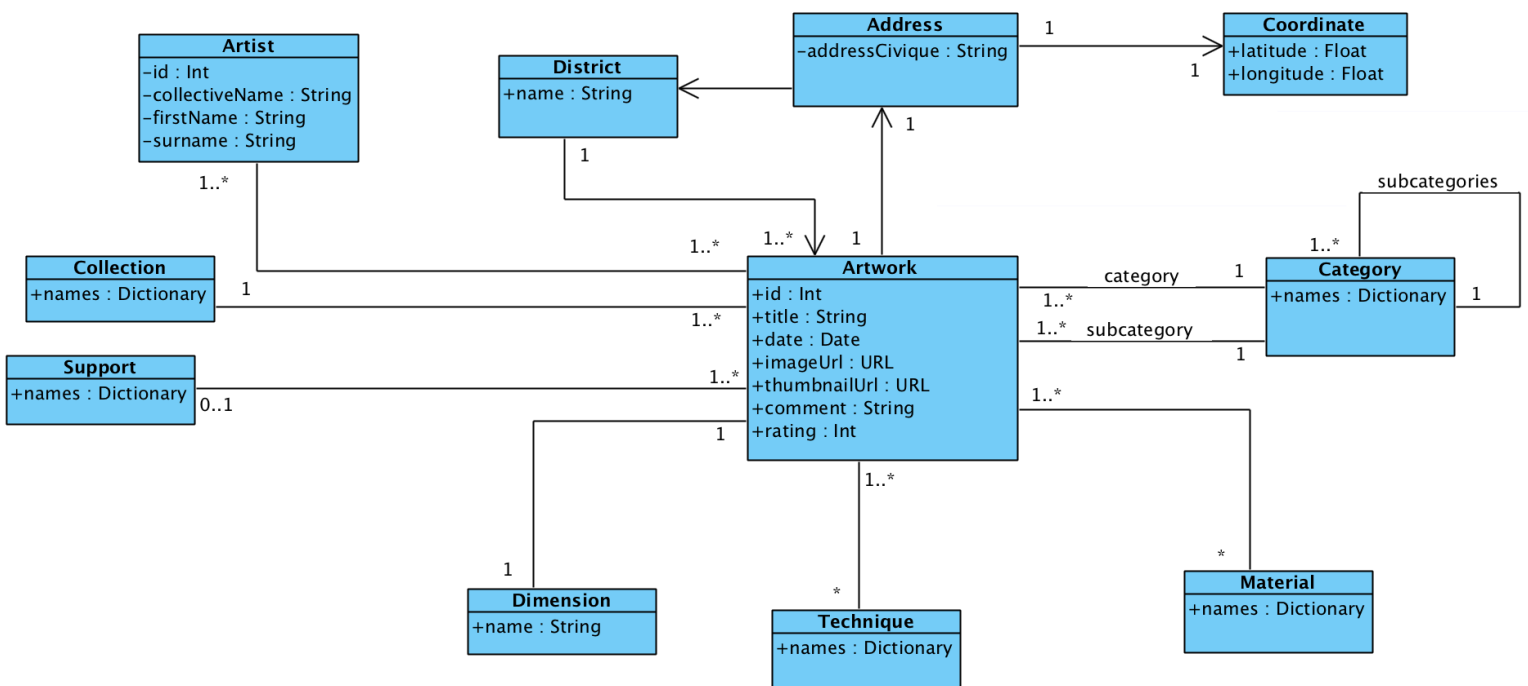 Artist
-id : Int
-collectiveName : String
-firstName : String
-surname : String
District
+name : String
Address
-addressCivique : String
Coordinate
+latitude : Float
+longitude : Float
1
1
1
1
1..*
1..*
1..*
1
subcategories
1..*
1
Collection
+names : Dictionary
1
1..*
Artwork
+id : Int
+title : String
+date : Date
+imageUrl : URL
+thumbnailUrl : URL
+comment : String
+rating : Int
category
1
1..*
1..*
subcategory
1
Category
+names : Dictionary
Support
+names : Dictionary
0..1
1..*
1
1
1..*
*
1..*
*
Dimension
+name : String
Technique
+names : Dictionary
Material
+names : Dictionary